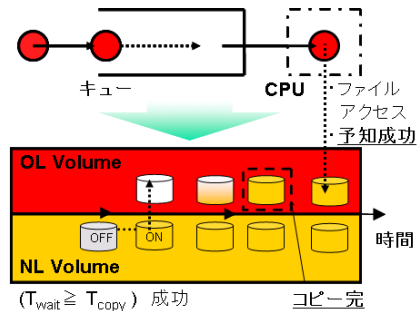 キュー
CPU
・ファイル
アクセス
・予知成功
OL Volume
OFF
ON
時間
NL Volume
(Twait≧ Tcopy) 成功
コピー完